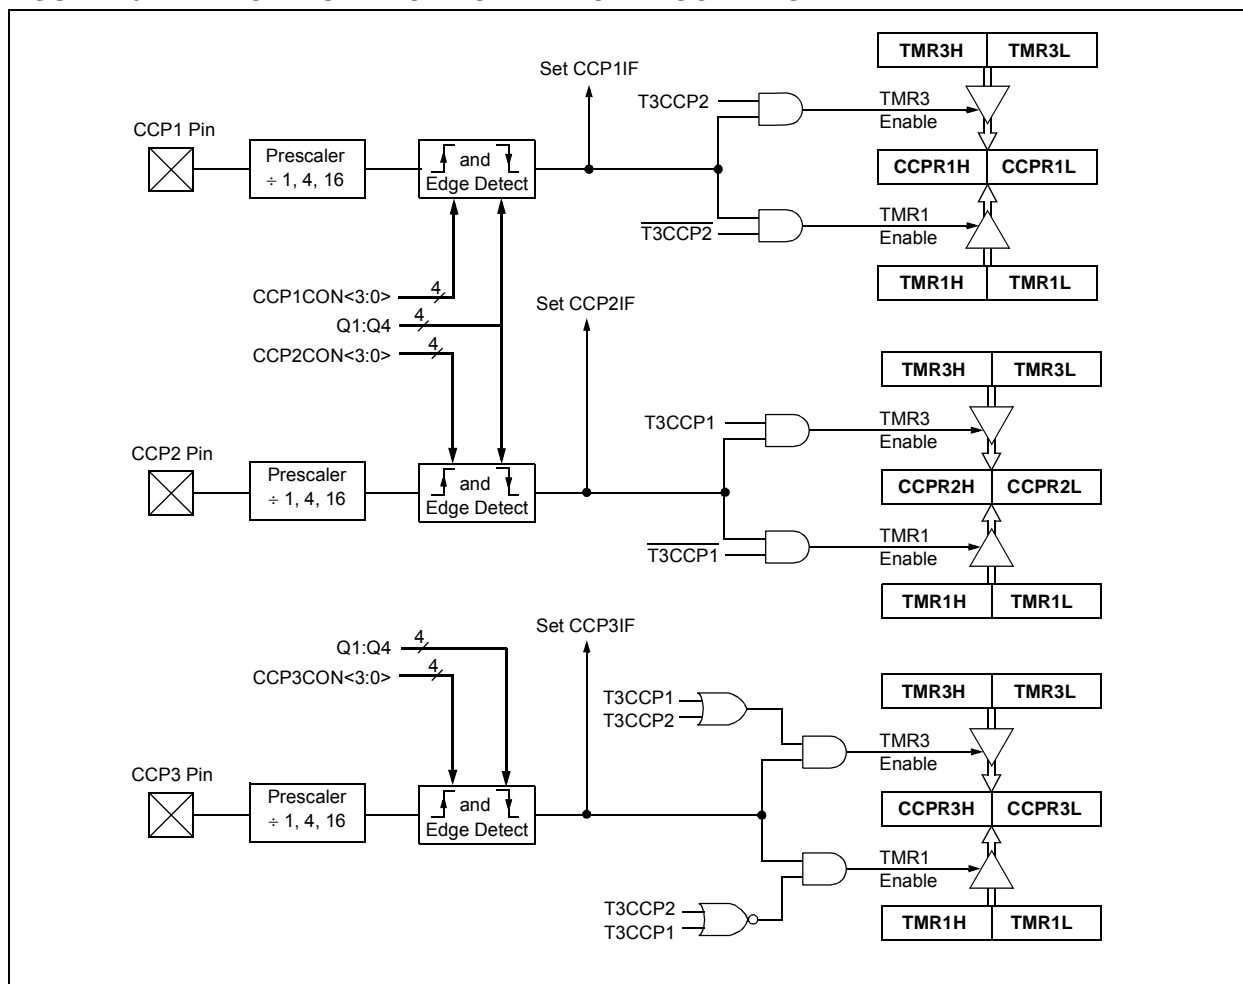 TMR3H TMR3L
Set CCP1IF
T3CCP2
TMR3
Enable
CCP1 Pin
Prescaler
÷ 1, 4, 16
and
Edge Detect
CCPR1H CCPR1L
T3CCP2
TMR1
Enable
TMR1H TMR1L
CCP1CON<3:0> 4
Q1:Q4 4
CCP2CON<3:0> 4
Set CCP2IF
TMR3H TMR3L
T3CCP1
TMR3
Enable
CCP2 Pin
Prescaler
÷ 1, 4, 16
and
Edge Detect
CCPR2H CCPR2L
T3CCP1
TMR1
Enable
TMR1H TMR1L
Set CCP3IF
Q1:Q4 4
CCP3CON<3:0> 4
TMR3H TMR3L
T3CCP1
T3CCP2
TMR3
Enable
CCP3 Pin
Prescaler
÷ 1, 4, 16
and
Edge Detect
CCPR3H CCPR3L
TMR1
Enable
T3CCP2
T3CCP1
TMR1H TMR1L